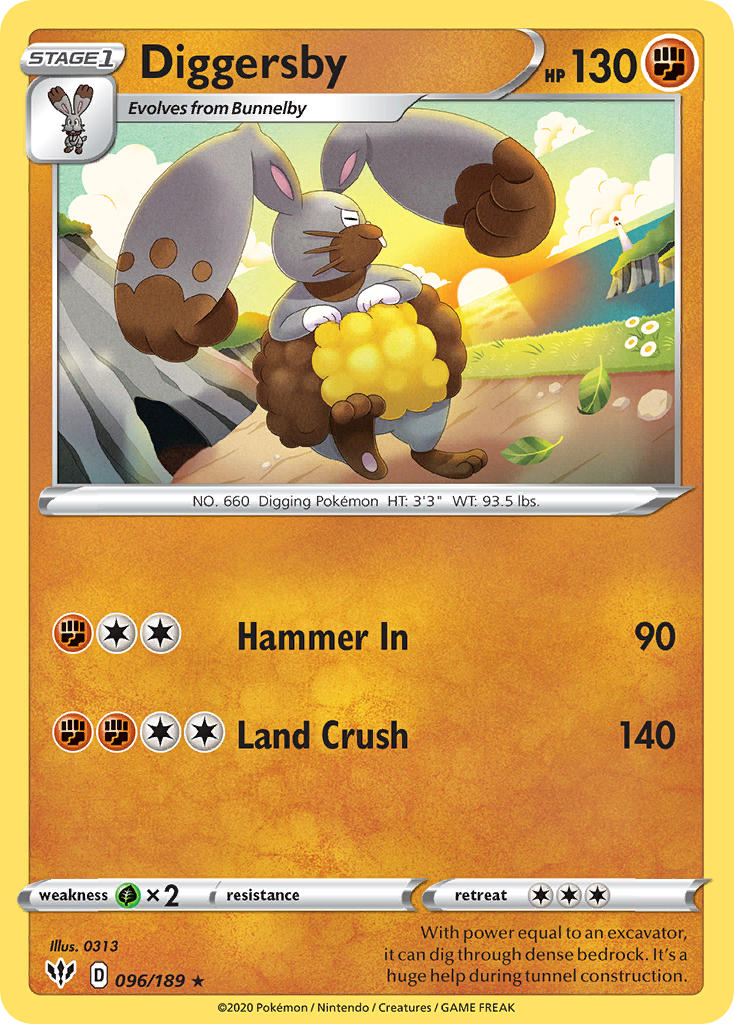 STAGE 1 Diggersby HP 130
Evolves from Bunnelby
NO. 660 Digging Pokémon HT: 3'3" WT: 93.5 lbs.
Hammer In 90
Land Crush 140
weakness ×2 resistance retreat
Illus. 0313
With power equal to an excavator,
it can dig through dense bedrock. It's a
huge help during tunnel construction.
D 096/189 ★
©2020 Pokémon / Nintendo / Creatures / GAME FREAK